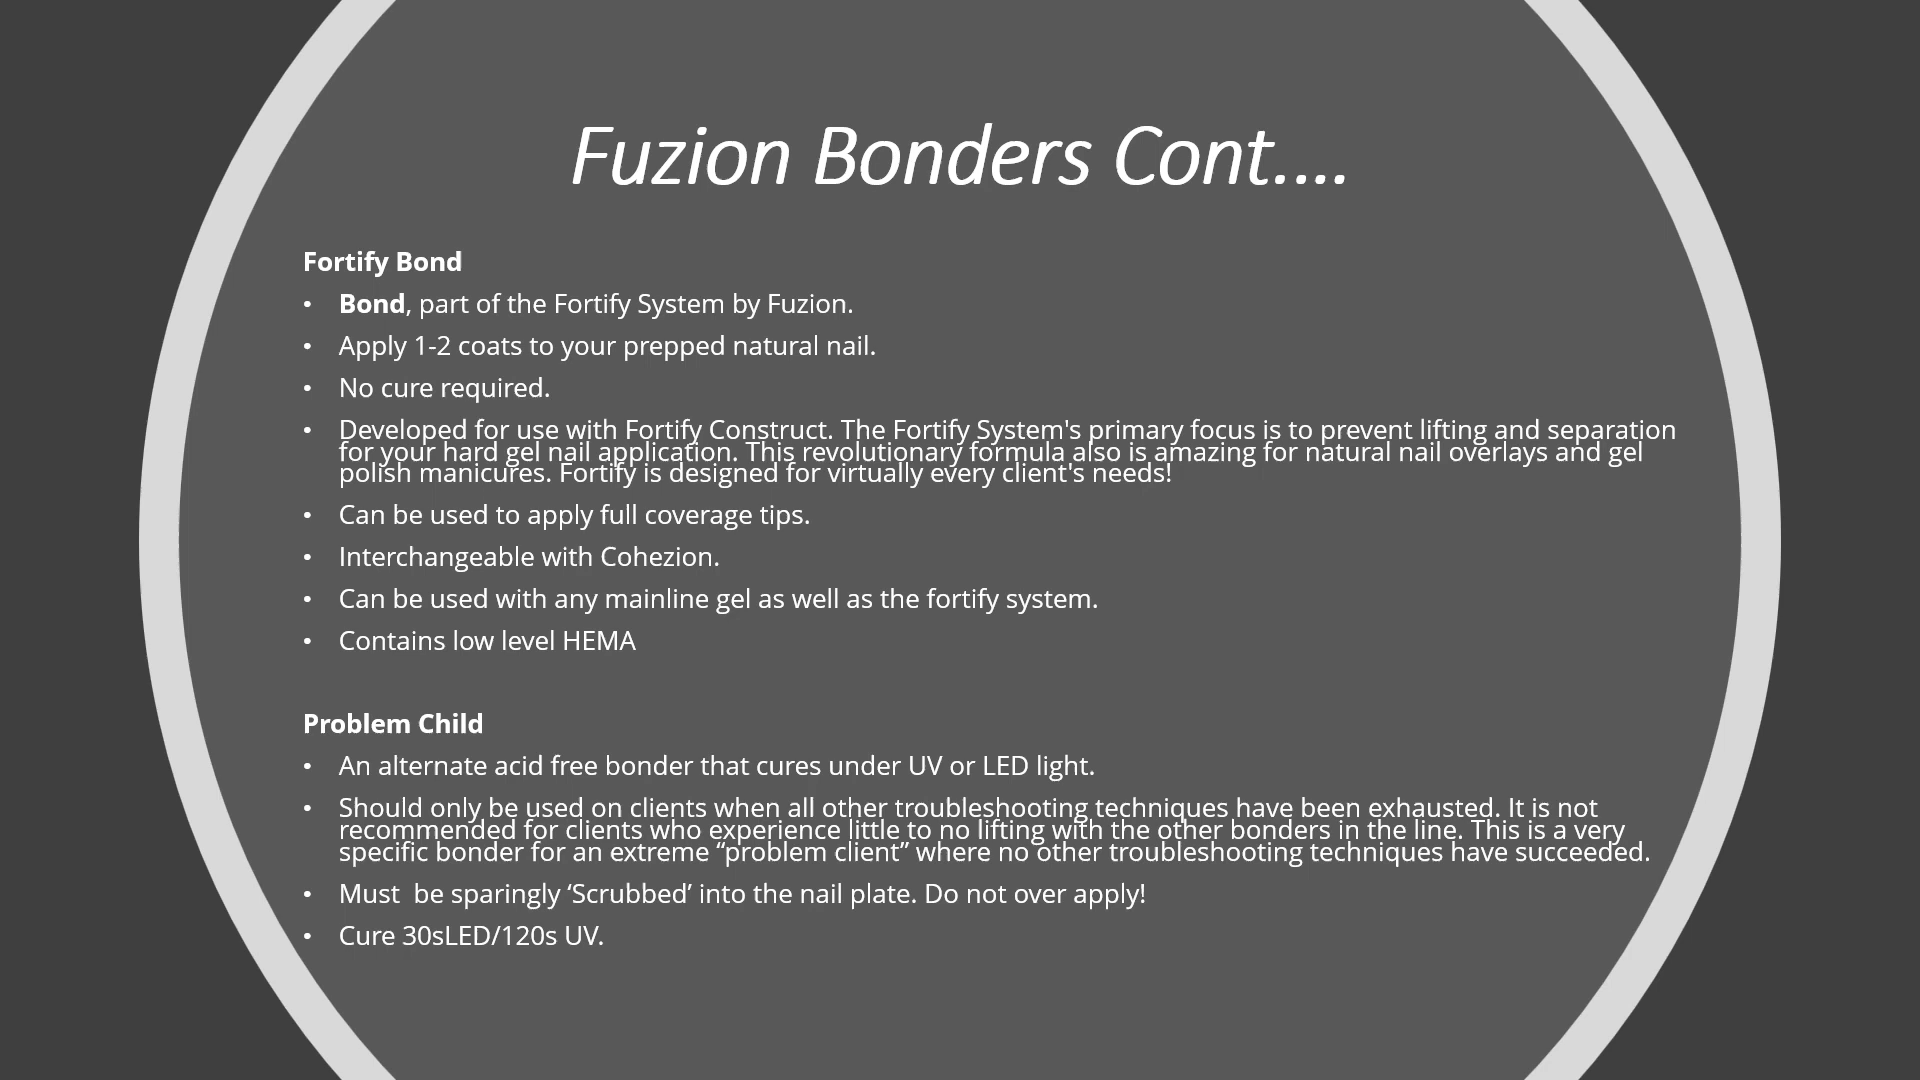 Fuzion Bonders Cont....
Fortify Bond
• Bond, part of the Fortify System by Fuzion.
• Apply 1-2 coats to your prepped natural nail.
• No cure required.
• Developed for use with Fortify Construct. The Fortify System's primary focus is to prevent lifting and separation
for your hard gel nail application. This revolutionary formula also is amazing for natural nail overlays and gel
polish manicures. Fortify is designed for virtually every client's needs!
• Can be used to apply full coverage tips.
• Interchangeable with Cohezion.
• Can be used with any mainline gel as well as the fortify system.
• Contains low level HEMA
Problem Child
• An alternate acid free bonder that cures under UV or LED light.
• Should only be used on clients when all other troubleshooting techniques have been exhausted. It is not
recommended for clients who experience little to no lifting with the other bonders in the line. This is a very
specific bonder for an extreme “problem client” where no other troubleshooting techniques have succeeded.
• Must  be sparingly ‘Scrubbed’ into the nail plate. Do not over apply!
• Cure 30sLED/120s UV.